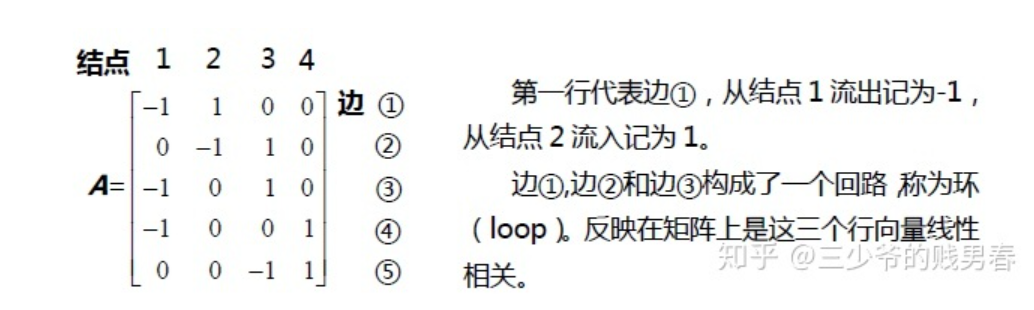 结点 1 2 3 4
A= [ -1 1 0 0 ] 边 ①
0 -1 1 0 ②
-1 0 1 0 ③
-1 0 0 1 ④
0 0 -1 1 ⑤
第一行代表边①，从结点1流出记为-1，
从结点2流入记为1。
边①,边②和边③构成了一个回路,称为环
（loop）。反映在矩阵上是这三个行向量线性
相关。
知乎 @三少爷的贱男春